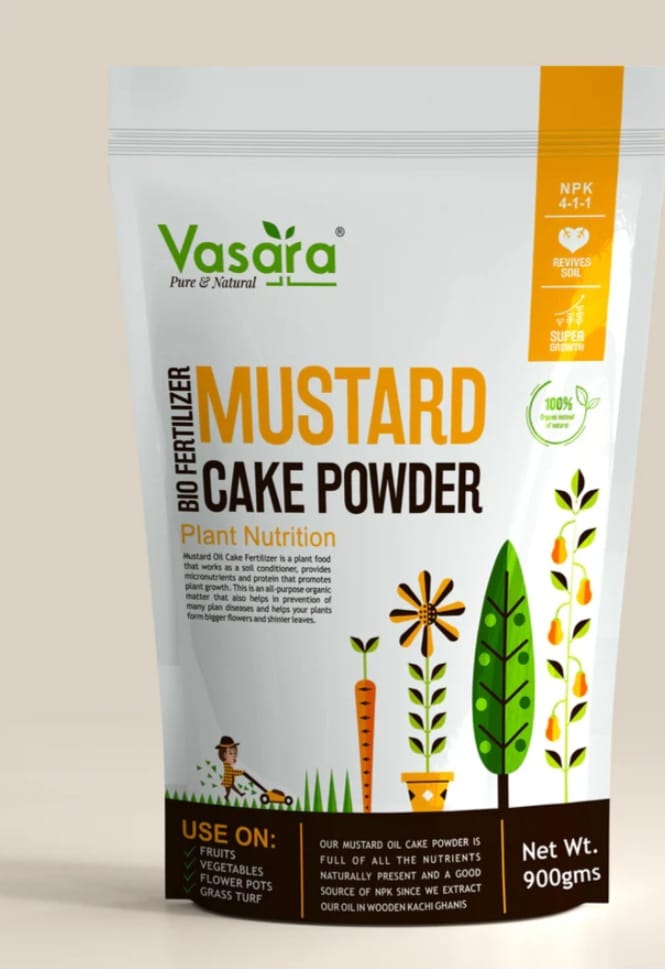 NPK
4-1-1
REVIVES
SOIL
SUPER
GROWTH
Vasara®
Pure & Natural
100%
Organic instead
of natural
BIO FERTILIZER
MUSTARD
CAKE POWDER
Plant Nutrition
Mustard Oil Cake Fertilizer is a plant food
that works as a soil conditioner, provides
micronutrients and protein that promotes
plant growth. This is an all-purpose organic
matter that also helps in prevention of
many plan diseases and helps your plants
form bigger flowers and shinier leaves.
USE ON:
FRUITS
VEGETABLES
FLOWER POTS
GRASS TURF
OUR MUSTARD OIL CAKE POWDER IS
FULL OF ALL THE NUTRIENTS
NATURALLY PRESENT AND A GOOD
SOURCE OF NPK SINCE WE EXTRACT
OUR OIL IN WOODEN KACHI GHANIS
Net Wt.
900gms